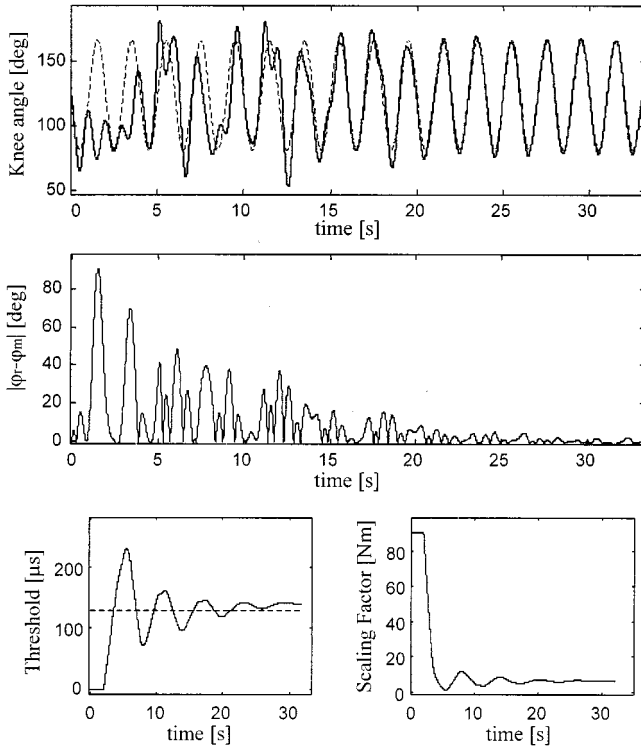 Knee angle [deg]
150
100
50
0 5 10 15 20 25 30
time [s]
|φr-φm| [deg]
80
60
40
20
0
0 5 10 15 20 25 30
time [s]
Threshold [µs]
200
100
0
0 10 20 30
time [s]
Scaling Factor [Nm]
80
60
40
20
0
0 10 20 30
time [s]